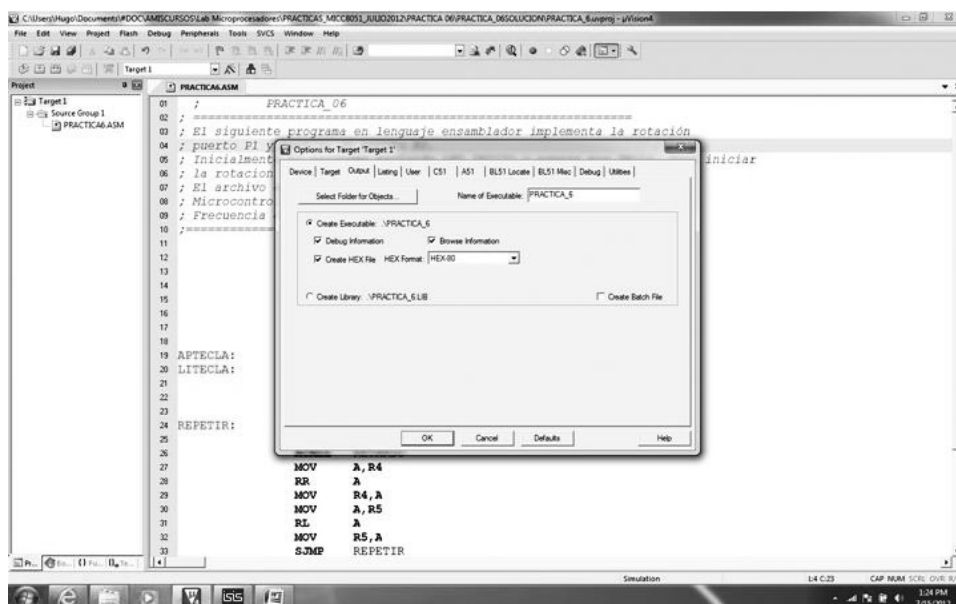 C:\Users\Hugo\Documents\#DOC\AMISCURSOS\Lab Microprocesadores\PRACTICAS_MICC8051_JULIO2012\PRACTICA 06\PRACTICA_06SOLUCION\PRACTICA_6.uvproj - µVision4
File Edit View Project Flash Debug Peripherals Tools SVCS Window Help
Target 1
Project
PRACTICA6.ASM
Target 1
Source Group 1
PRACTICA6.ASM
01 ; PRACTICA_06
02 ; ==================================================
03 ; El siguiente programa en lenguaje ensamblador implementa la rotación
04 ; puerto P1 y
05 ; Inicialment iniciar
06 ; la rotacion
07 ; El archivo
08 ; Microcontro
09 ; Frecuencia
10 ;==========
11
12
13
14
15
16
17
18
19 APTECLA:
20 LITECLA:
21
22
23
24 REPETIR:
25
26
27 MOV A,R4
28 RR A
29 MOV R4,A
30 MOV A,R5
31 RL A
32 MOV R5,A
33 SJMP REPETIR
Options for Target 'Target 1'
Device Target Output Listing User C51 A51 BL51 Locate BL51 Misc Debug Utilities
Select Folder for Objects... Name of Executable: PRACTICA_6
Create Executable: .\PRACTICA_6
Debug Information Browse Information
Create HEX File HEX Format: HEX-80
Create Library: .\PRACTICA_6.LIB Create Batch File
OK Cancel Defaults Help
Simulation L:4 C:23 CAP NUM SCRL OVR
isis
1:24 PM
7/15/2012